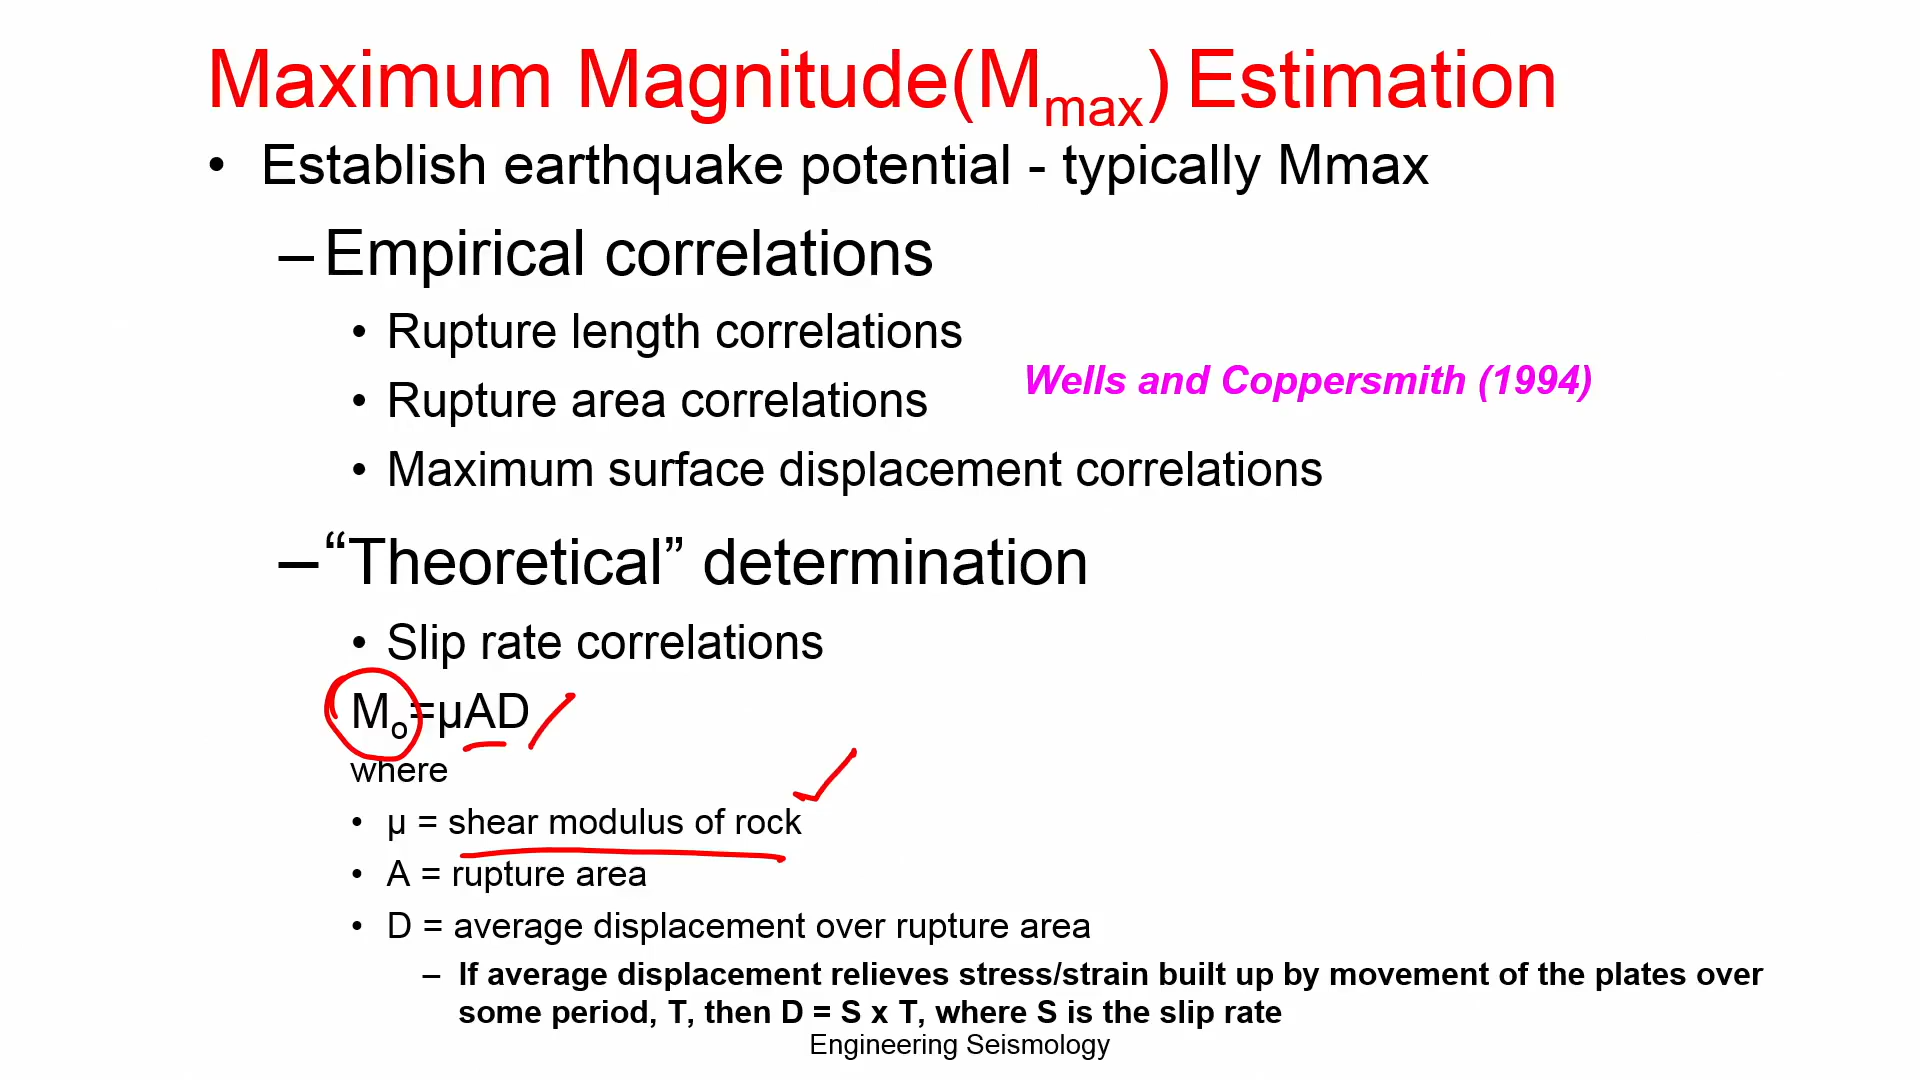 Maximum Magnitude(Mmax) Estimation
• Establish earthquake potential - typically Mmax
– Empirical correlations
• Rupture length correlations
Wells and Coppersmith (1994)
• Rupture area correlations
• Maximum surface displacement correlations
– “Theoretical” determination
• Slip rate correlations
Mo=μAD
where
• μ = shear modulus of rock
• A = rupture area
• D = average displacement over rupture area
– If average displacement relieves stress/strain built up by movement of the plates over
some period, T, then D = S x T, where S is the slip rate
Engineering Seismology